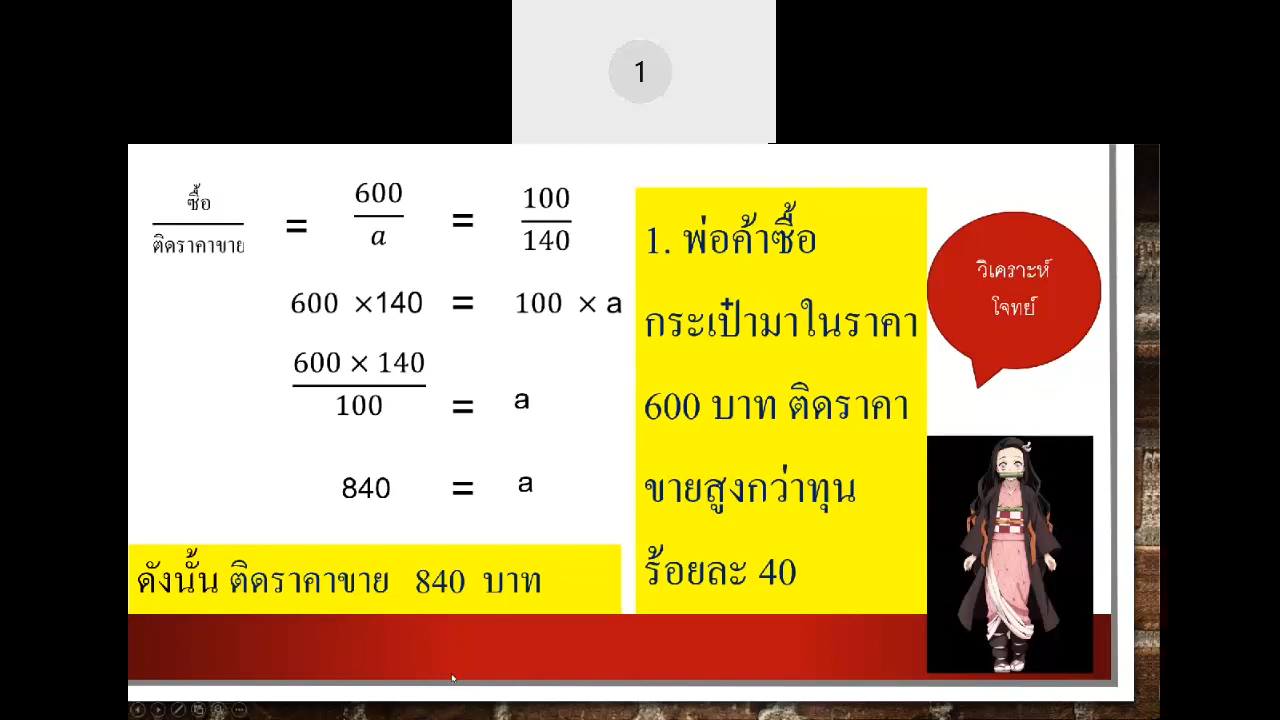 1
ซื้อ
ติดราคาขาย
= 600/a = 100/140
600 ×140 = 100 × a
600 × 140
100
= a
840 = a
ดังนั้น ติดราคาขาย 840 บาท
1. พ่อค้าซื้อ
กระเป๋ามาในราคา
600 บาท ติดราคา
ขายสูงกว่าทุน
ร้อยละ 40
วิเคราะห์
โจทย์